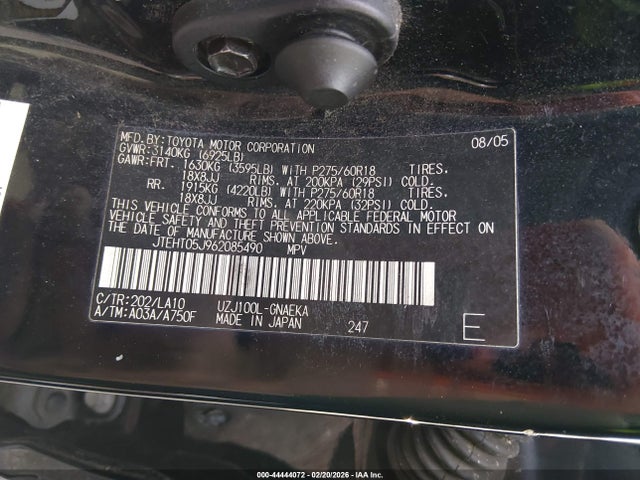 MFD.BY:TOYOTA MOTOR CORPORATION 08/05
GVWR:3140KG (6925LB)
GAWR:FRT. 1630KG (3595LB) WITH P275/60R18 TIRES.
18X8JJ RIMS. AT 200KPA (29PSI) COLD.
RR. 1915KG (4220LB) WITH P275/60R18 TIRES.
18X8JJ RIMS. AT 220KPA (32PSI) COLD.
THIS VEHICLE CONFORMS TO ALL APPLICABLE FEDERAL MOTOR
VEHICLE SAFETY AND THEFT PREVENTION STANDARDS IN EFFECT ON
THE DATE OF MANUFACTURE SHOWN ABOVE.
JTEHT05J962085490 MPV
C/TR:202/LA10 UZJ100L-GNAEKA
A/TM:A03A/A750F MADE IN JAPAN 247 E
000-44444072 - 02/20/2026 - IAA Inc.